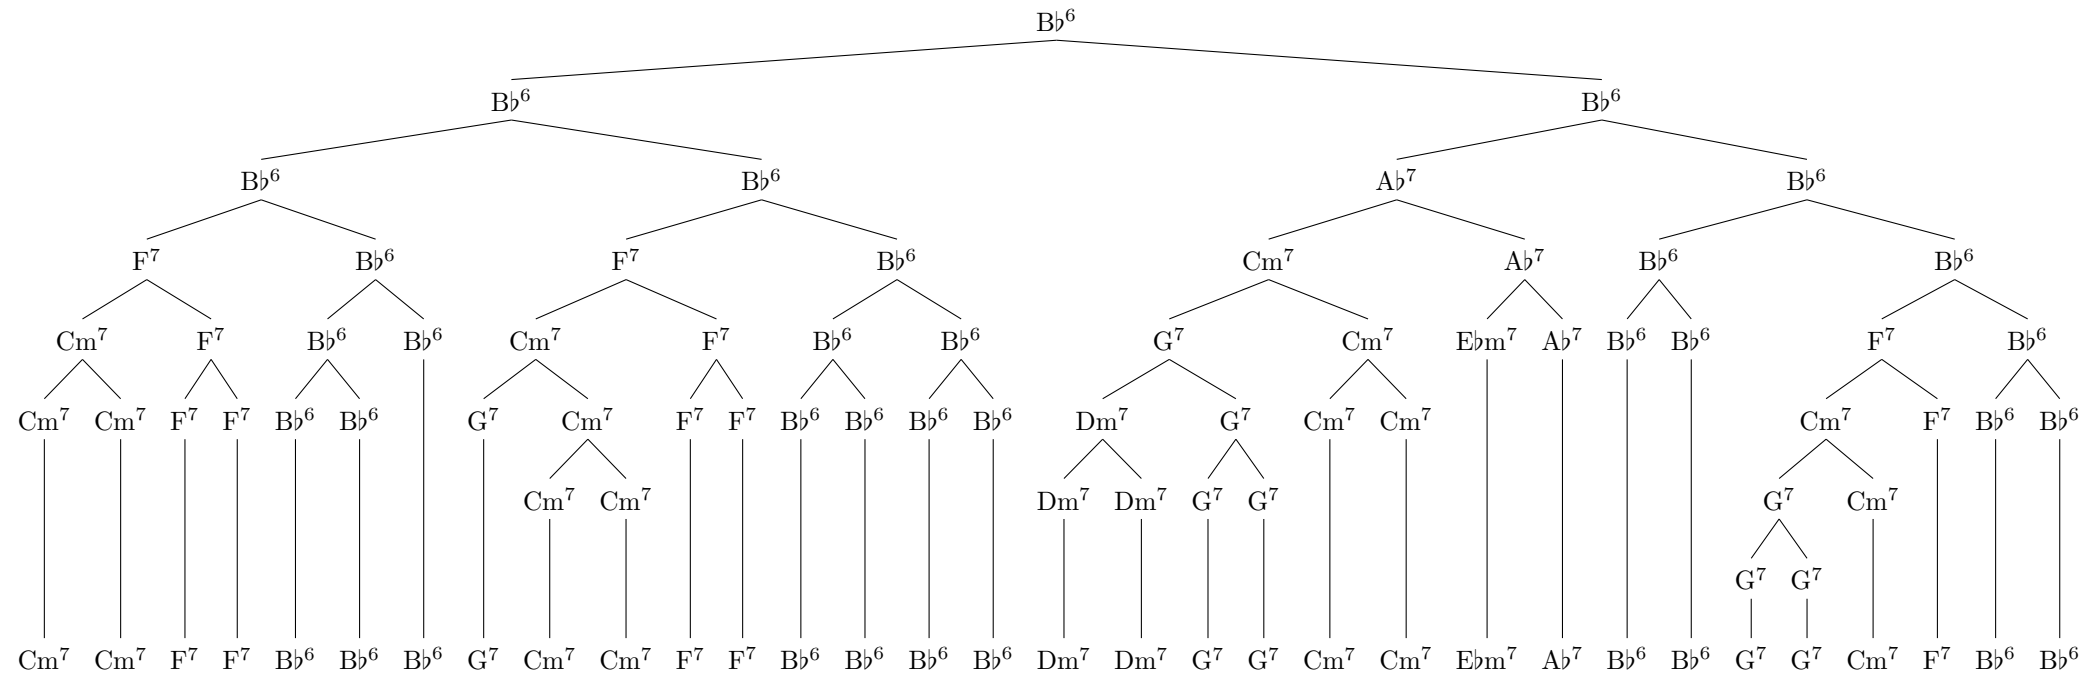 B♭⁶
B♭⁶ B♭⁶
B♭⁶ B♭⁶ A♭⁷ B♭⁶
F⁷ B♭⁶ F⁷ B♭⁶ Cm⁷ A♭⁷ B♭⁶ B♭⁶
Cm⁷ F⁷ B♭⁶ B♭⁶ Cm⁷ F⁷ B♭⁶ B♭⁶ G⁷ Cm⁷ E♭m⁷ A♭⁷ B♭⁶ B♭⁶ F⁷ B♭⁶
Cm⁷ Cm⁷ F⁷ F⁷ B♭⁶ B♭⁶ G⁷ Cm⁷ F⁷ F⁷ B♭⁶ B♭⁶ B♭⁶ B♭⁶ Dm⁷ G⁷ Cm⁷ Cm⁷ Cm⁷ F⁷ B♭⁶ B♭⁶
Cm⁷ Cm⁷ Dm⁷ Dm⁷ G⁷ G⁷ G⁷ Cm⁷
G⁷ G⁷
Cm⁷ Cm⁷ F⁷ F⁷ B♭⁶ B♭⁶ B♭⁶ G⁷ Cm⁷ Cm⁷ F⁷ F⁷ B♭⁶ B♭⁶ B♭⁶ B♭⁶ Dm⁷ Dm⁷ G⁷ G⁷ Cm⁷ Cm⁷ E♭m⁷ A♭⁷ B♭⁶ B♭⁶ G⁷ G⁷ Cm⁷ F⁷ B♭⁶ B♭⁶